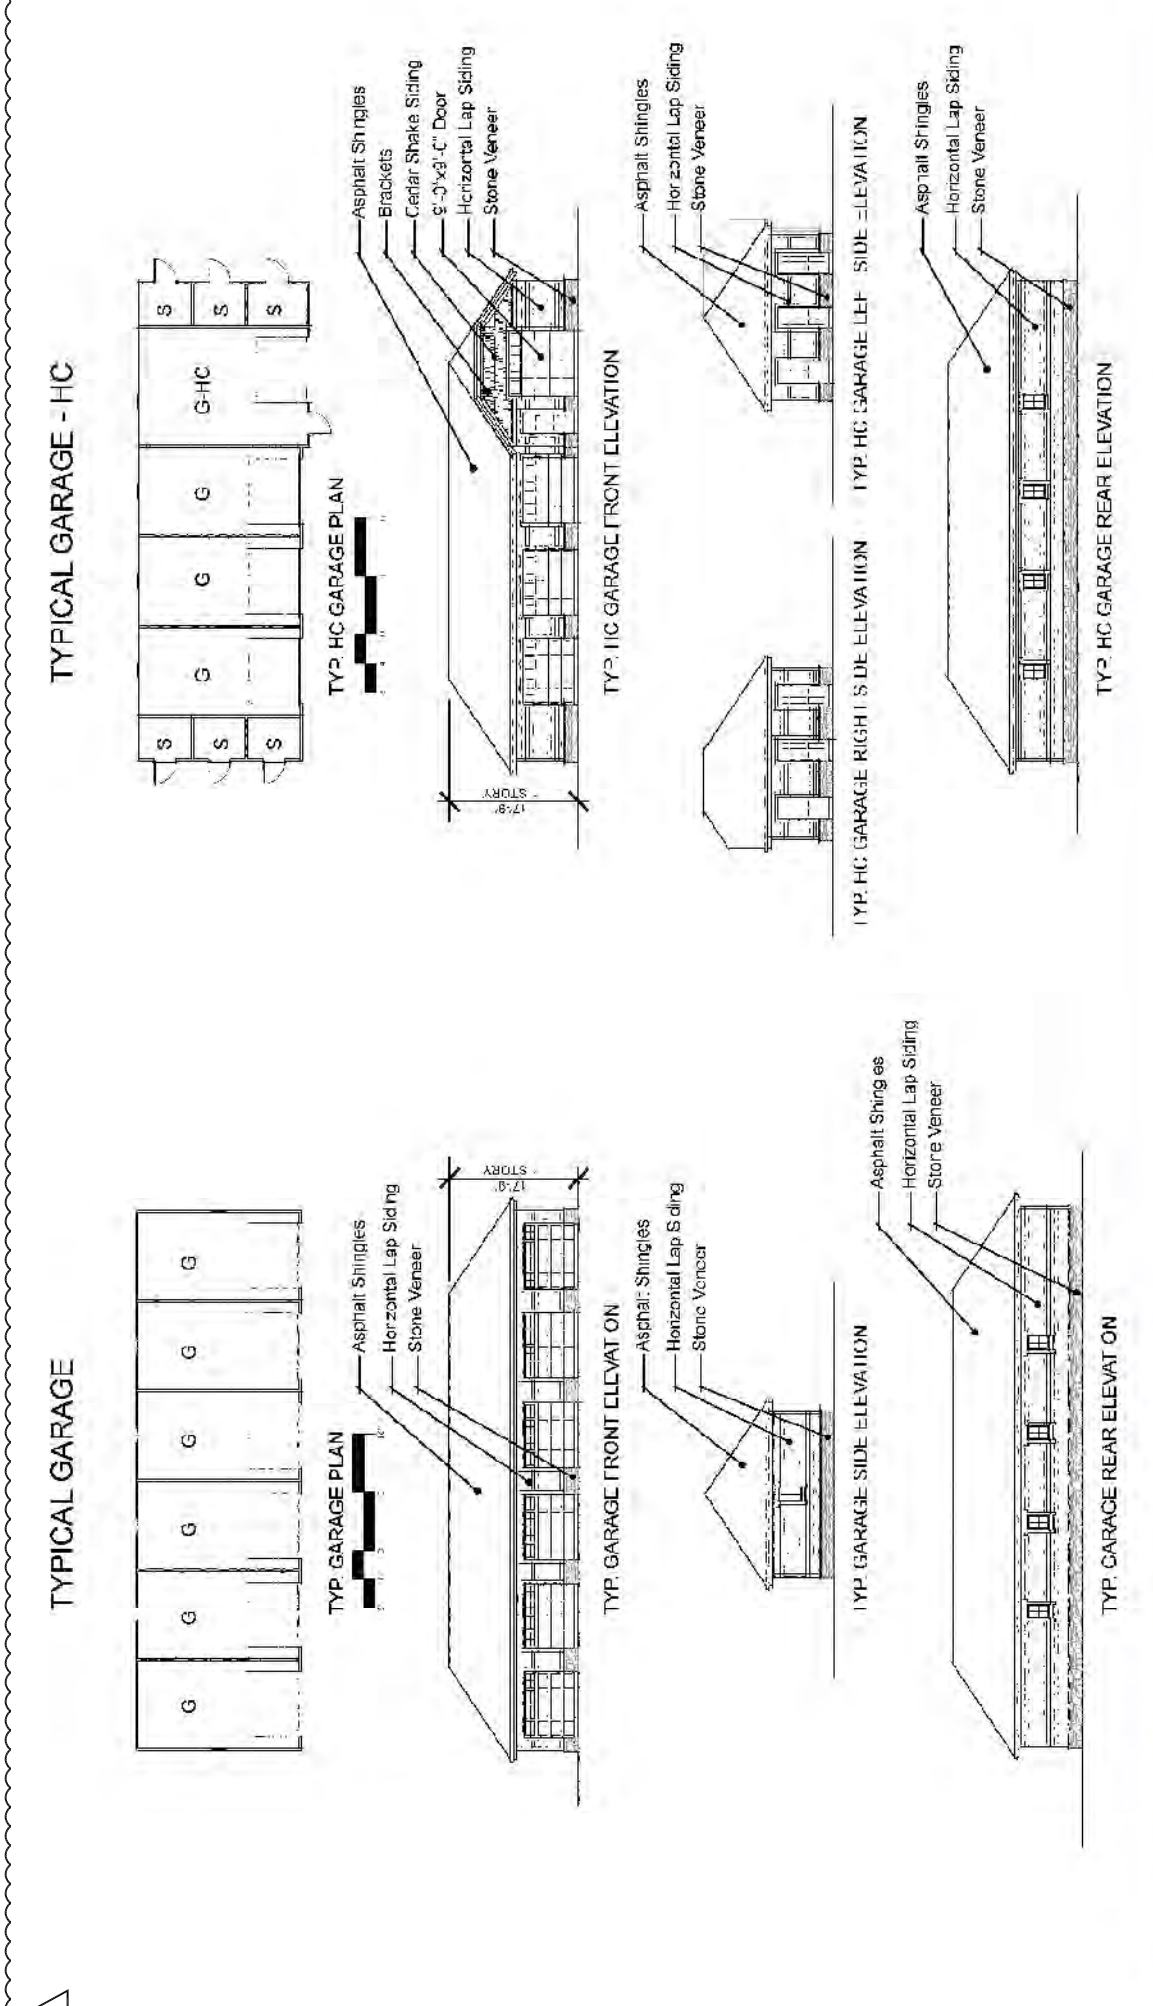 TYPICAL GARAGE
G
G
G
G
G
G
TYP. GARAGE PLAN
Asphalt Shingles
Horizontal Lap Siding
Stone Veneer
17'-9"
STORY
TYP. GARAGE FRONT ELEVATION
Asphalt Shingles
Horizontal Lap Siding
Stone Veneer
TYP. GARAGE SIDE ELEVATION
Asphalt Shingles
Horizontal Lap Siding
Stone Veneer
TYP. GARAGE REAR ELEVATION
TYPICAL GARAGE - HC
S
S
S
G
G
G
G-HC
S
S
S
TYP. HC GARAGE PLAN
Asphalt Shingles
Brackets
Cedar Shake Siding
9'-0"x9'-0" Door
Horizontal Lap Siding
Stone Veneer
17'-9"
STORY
TYP. HC GARAGE FRONT ELEVATION
TYP. HC GARAGE RIGHT SIDE ELEVATION
Asphalt Shingles
Horizontal Lap Siding
Stone Veneer
TYP. HC GARAGE LEFT SIDE ELEVATION
Asphalt Shingles
Horizontal Lap Siding
Stone Veneer
TYP. HC GARAGE REAR ELEVATION